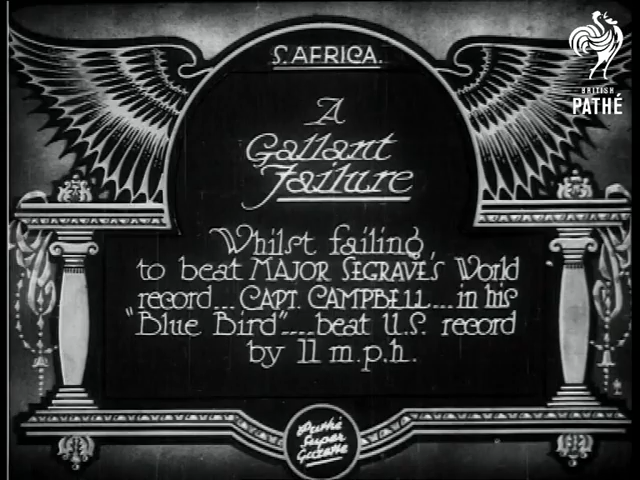 S. AFRICA.
BRITISH
PATHÉ
A
Gallant
Failure
Whilst failing
to beat MAJOR SEGRAVE'S World
record... CAPT. CAMPBELL... in his
"Blue Bird"... beat U.S. record
by 11 m.p.h.
Pathé
Super
Gazette